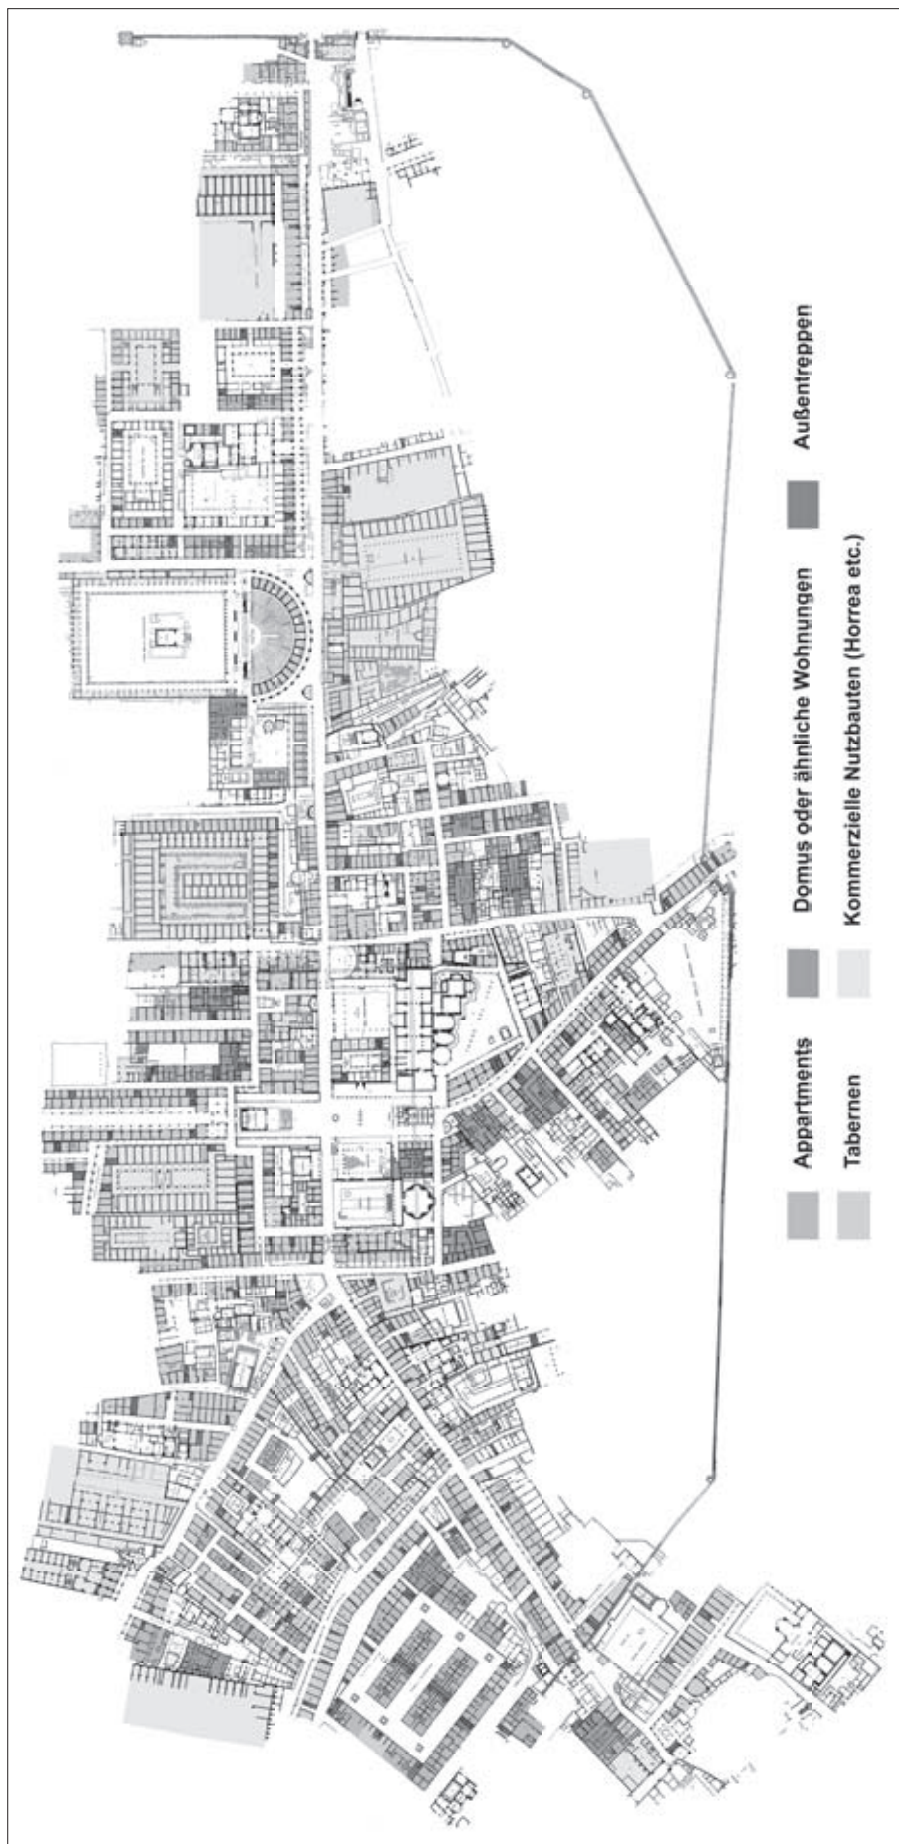 Appartments
Domus oder ähnliche Wohnungen
Außentreppen
Tabernen
Kommerzielle Nutzbauten (Horrea etc.)